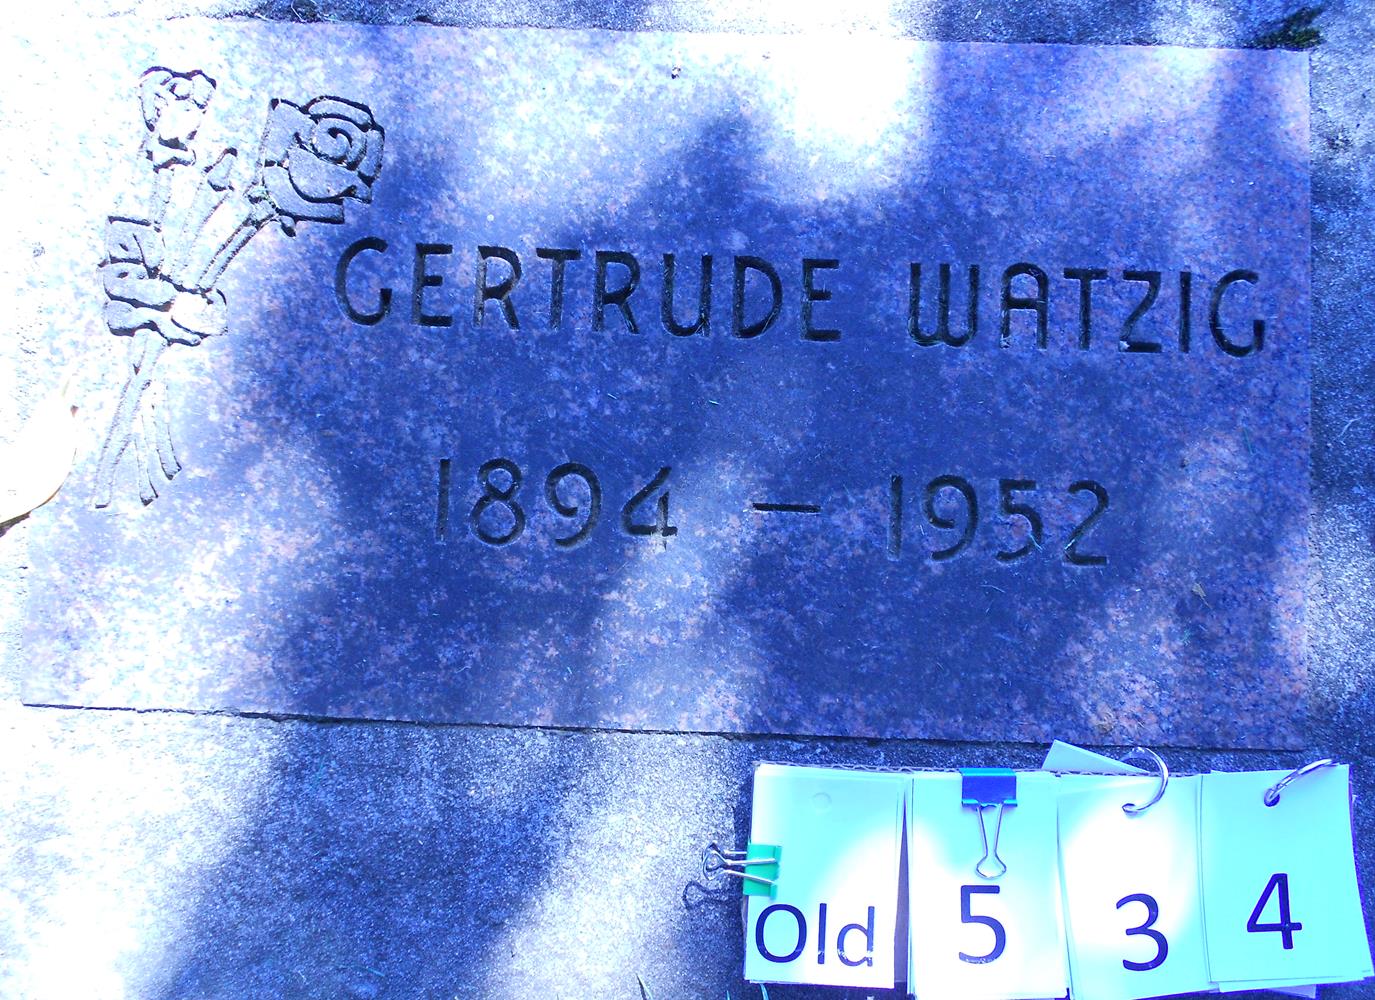 GERTRUDE WATZIG
1894 – 1952
Old 5 3 4